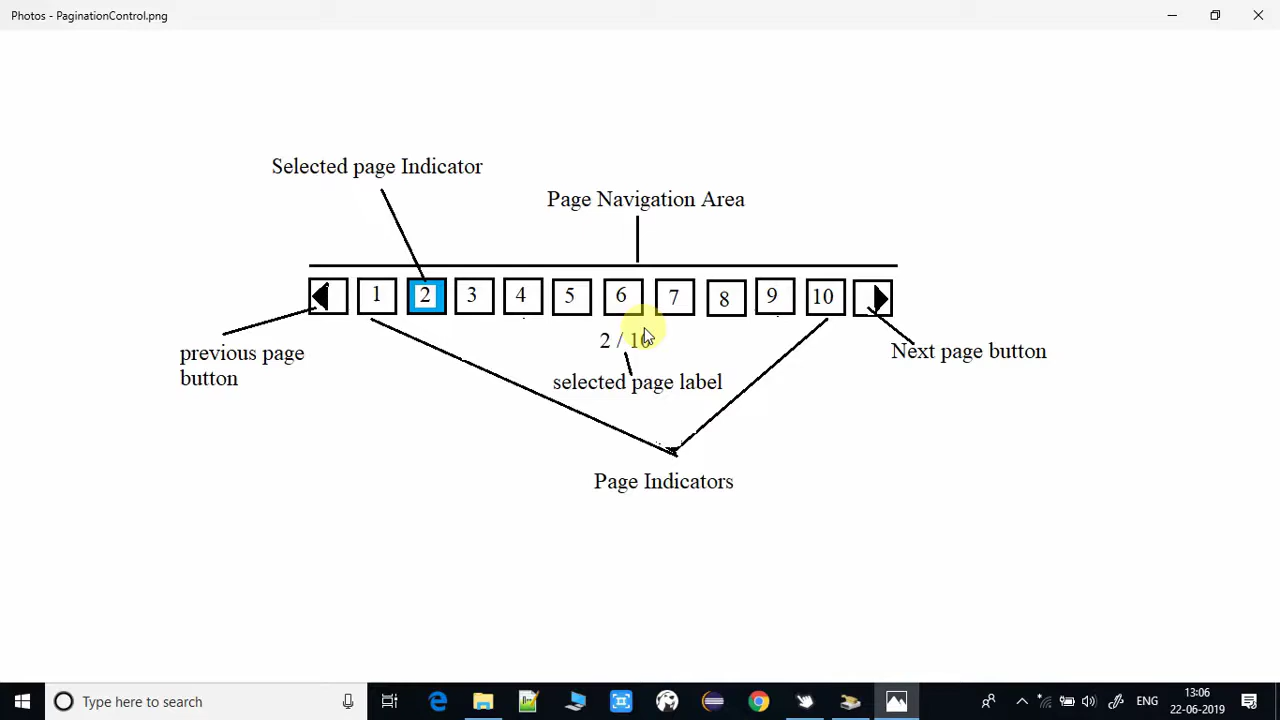 Photos - PaginationControl.png
Selected page Indicator
Page Navigation Area
1 2 3 4 5 6 7 8 9 10
2 / 10
previous page
button
Next page button
selected page label
Page Indicators
Type here to search
ENG
13:06
22-06-2019